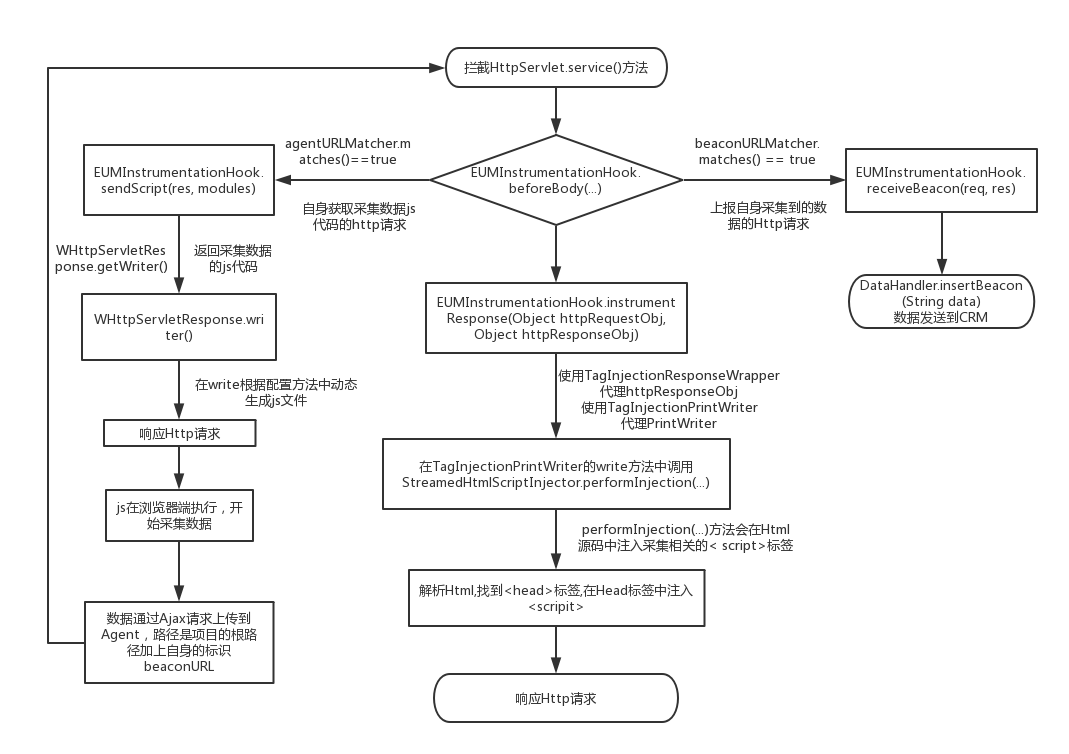 拦截HttpServlet.service()方法
agentURLMatcher.m
atches()==true
beaconURLMatcher.
matches() == true
EUMInstrumentationHook.
sendScript(res, modules)
EUMInstrumentationHook.
beforeBody(...)
EUMInstrumentationHook.
receiveBeacon(req, res)
自身获取采集数据js
代码的http请求
上报自身采集到的数
据的Http请求
WHttpServletRes
ponse.getWriter()
返回采集数据
的js代码
DataHandler.insertBeacon
(String data)
数据发送到CRM
EUMInstrumentationHook.instrument
Response(Object httpRequestObj,
Object httpResponseObj)
WHttpServletResponse.wri
ter()
使用TagInjectionResponseWrapper
代理httpResponseObj
使用TagInjectionPrintWriter
代理PrintWriter
在write根据配置方法中动态
生成js文件
响应Http请求
在TagInjectionPrintWriter的write方法中调用
StreamedHtmlScriptInjector.performInjection(...)
js在浏览器端执行，开
始采集数据
performInjection(...)方法会在Html
源码中注入采集相关的< script>标签
解析Html,找到<head>标签,在Head标签中注入
<scripit>
数据通过Ajax请求上传到
Agent，路径是项目的根路
径加上自身的标识
beaconURL
响应Http请求